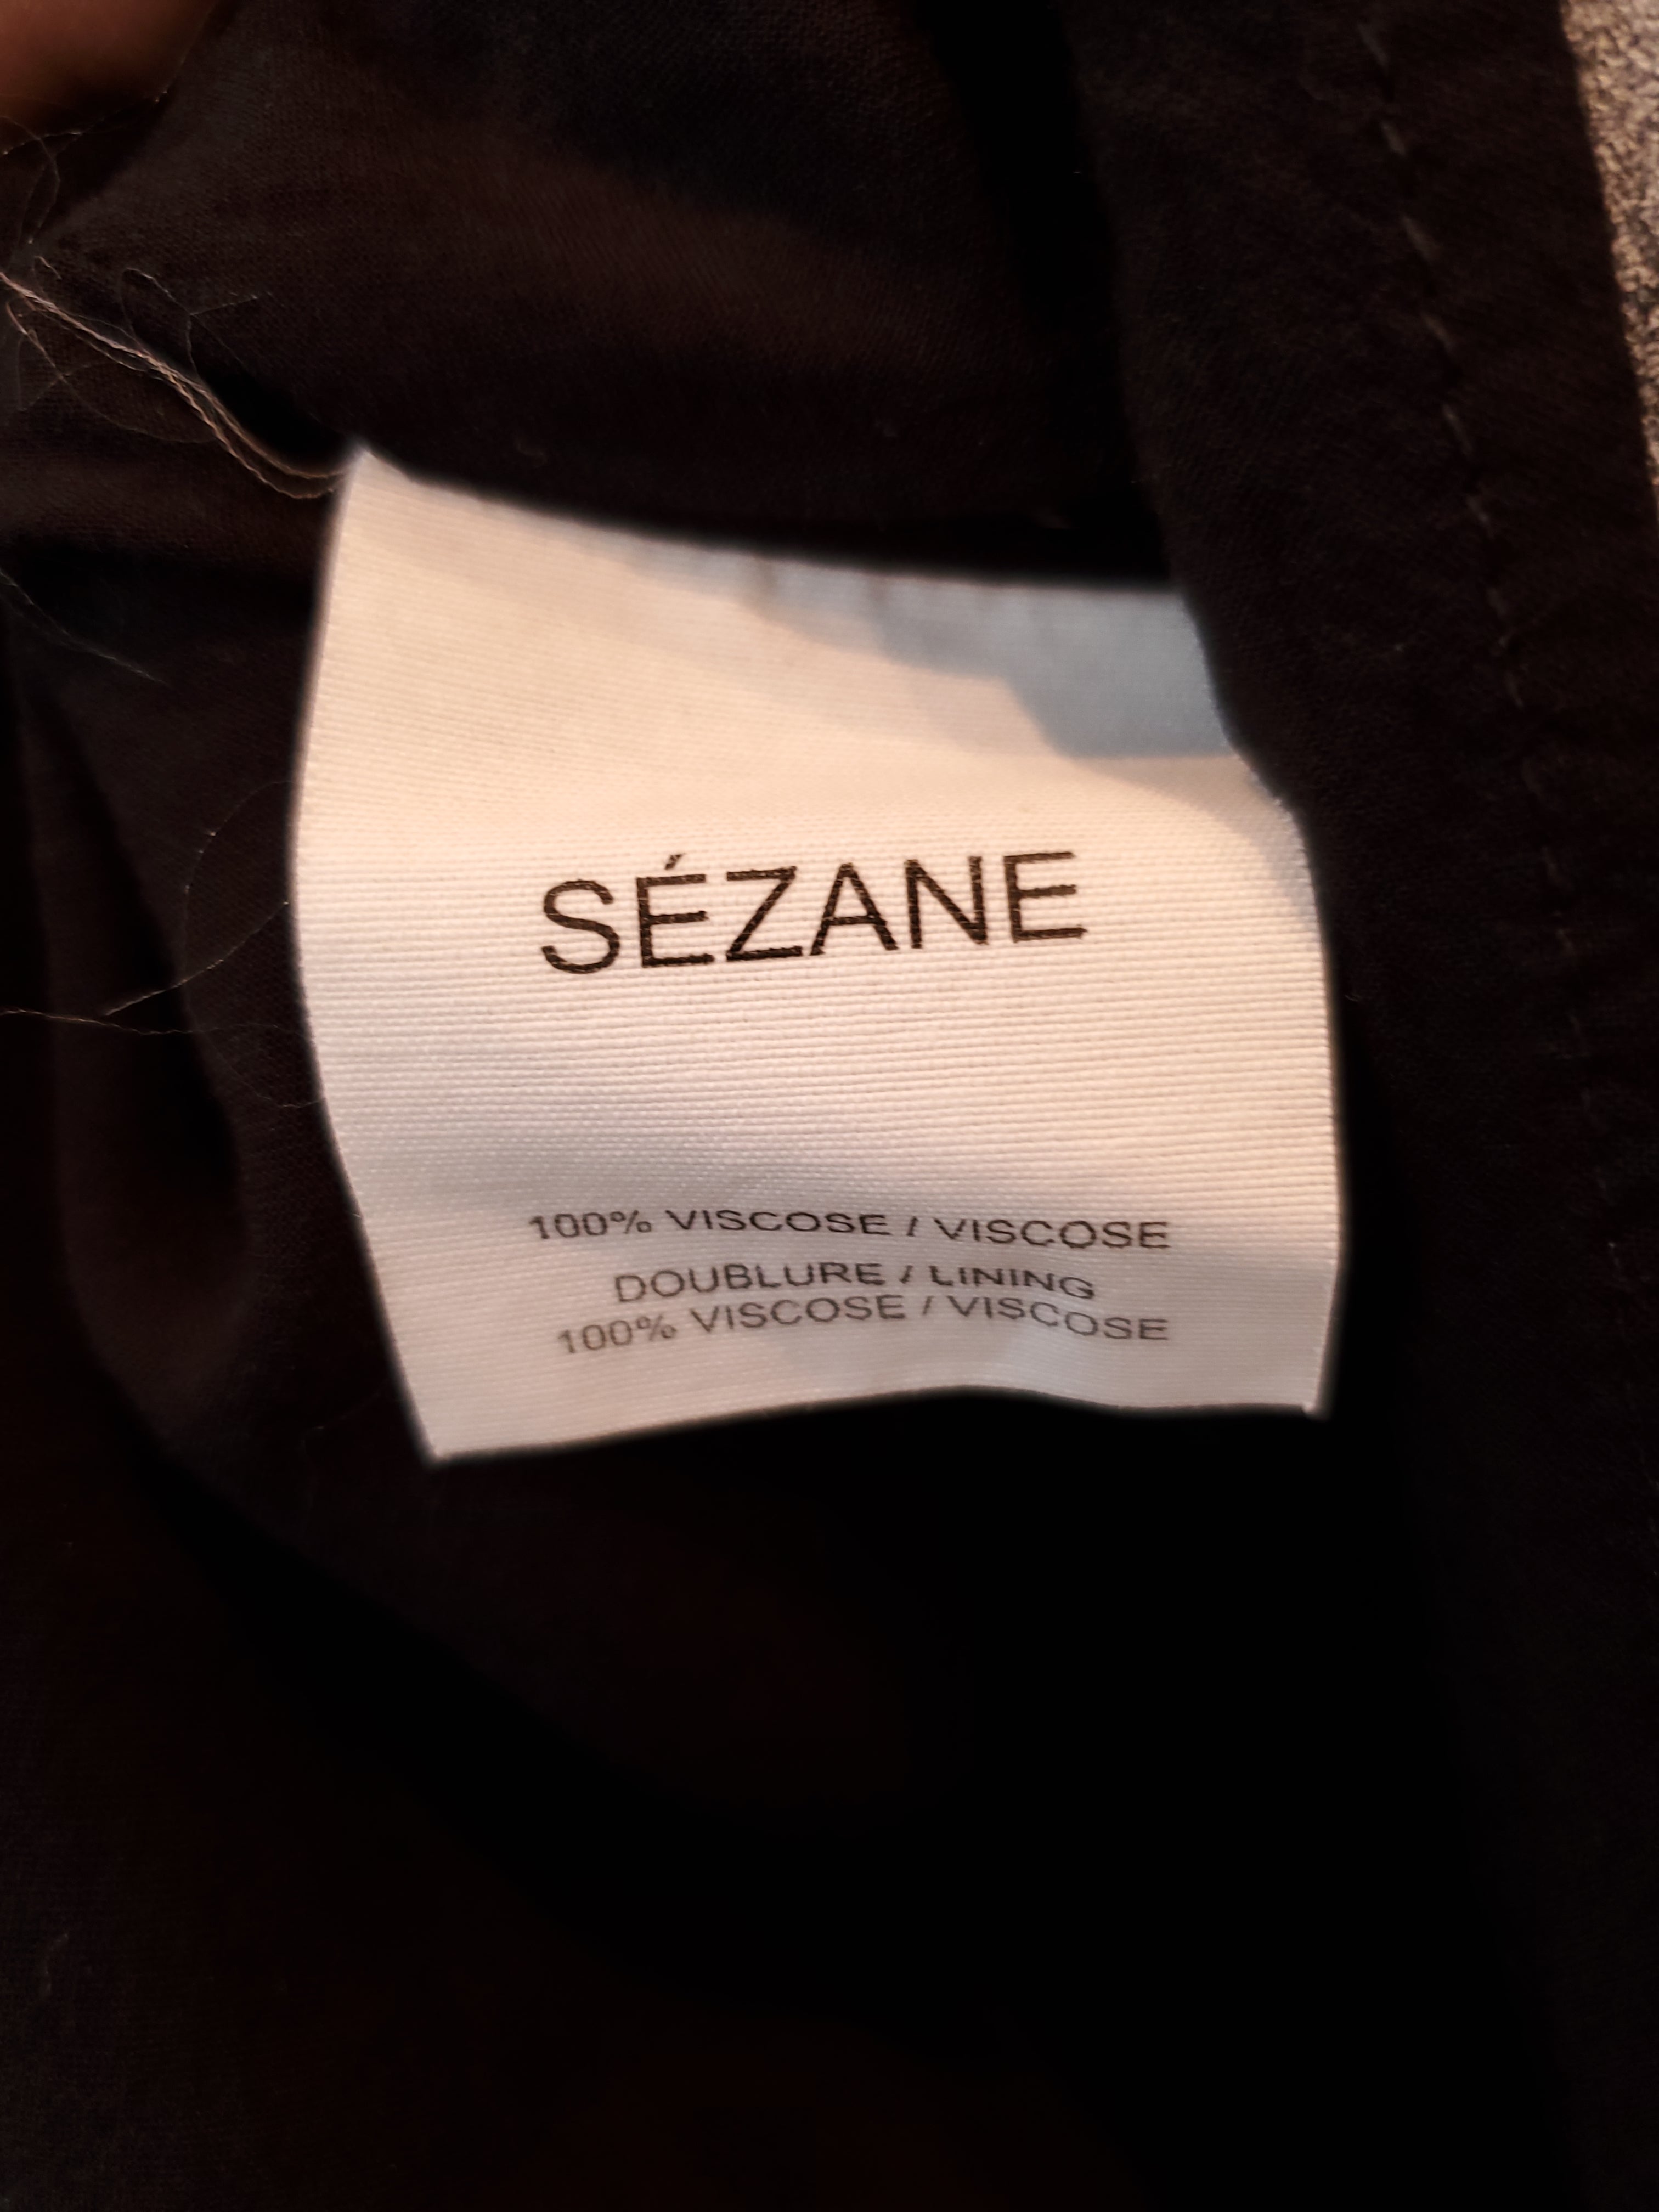 SÉZANE
100% VISCOSE / VISCOSE
DOUBLURE / LINING
100% VISCOSE / VISCOSE